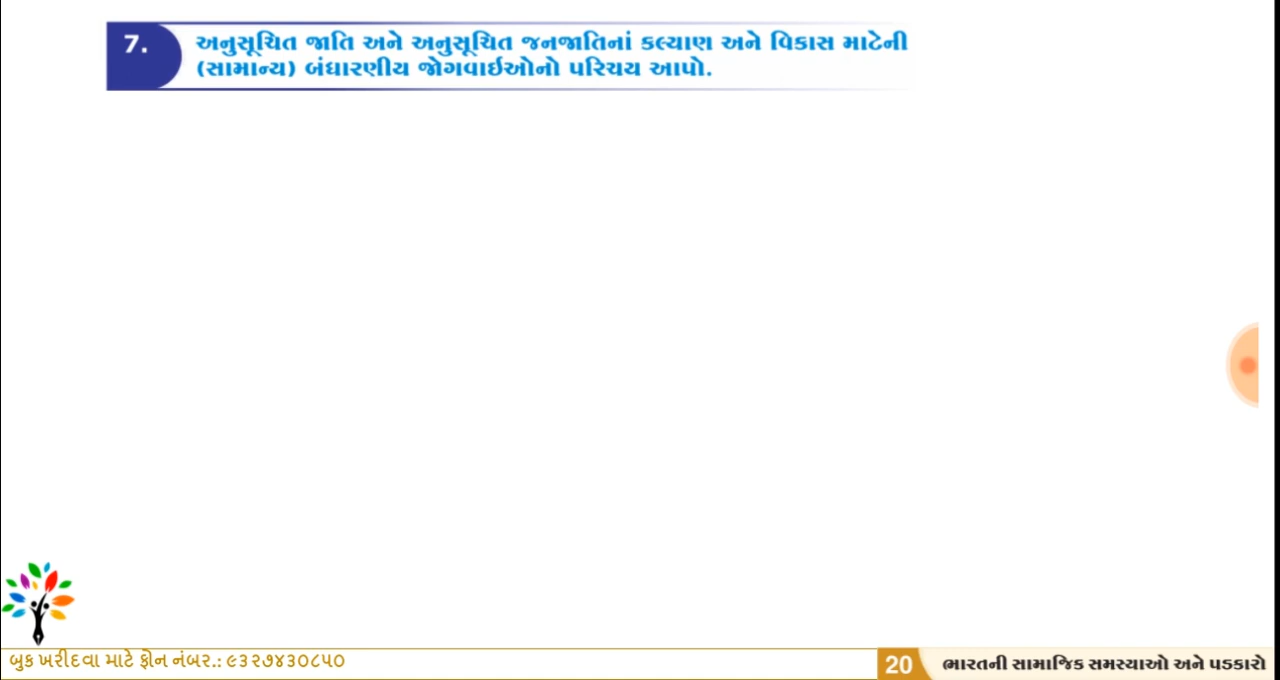 7.
અનુસૂચિત જાતિ અને અનુસૂચિત જનજાતિનાં કલ્યાણ અને વિકાસ માટેની
(સામાન્ય) બંધારણીય જોગવાઇઓનો પરિચય આપો.
બુક ખરીદવા માટે ફોન નંબર.: ૯૩૨૭૪૩૦૮૫૦
20
ભારતની સામાજિક સમસ્યાઓ અને પડકારો